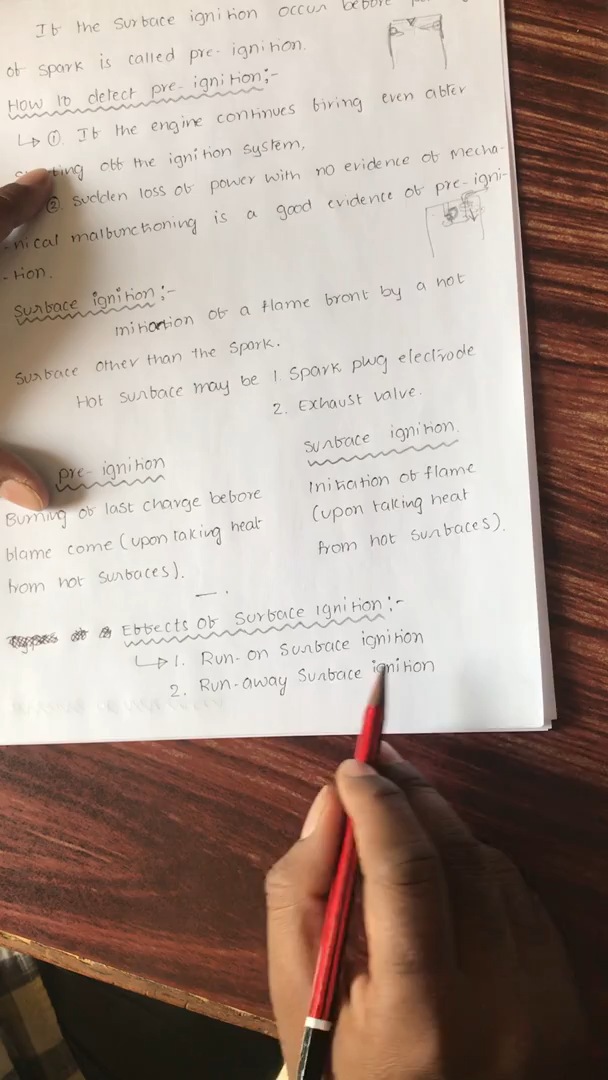 If the surface ignition occur before
of spark is called pre-ignition.
How to detect pre-ignition:-
↳ ①. If the engine continues firing even after
off the ignition system,
②. Sudden loss of power with no evidence of mecha-
-nical malfunctioning is a good evidence of pre-igni-
-tion.
Surface ignition:-
initiation of a flame front by a hot
surface other than the spark.
Hot surface may be 1. Spark plug electrode
2. Exhaust valve.
pre-ignition
Burning of last charge before
flame come (upon taking heat
from hot surfaces).
surface ignition.
Initiation of flame
(upon talking heat
from hot surfaces).
Effects of surface ignition:-
↳ 1. Run-on surface ignition
2. Run-away surface ignition